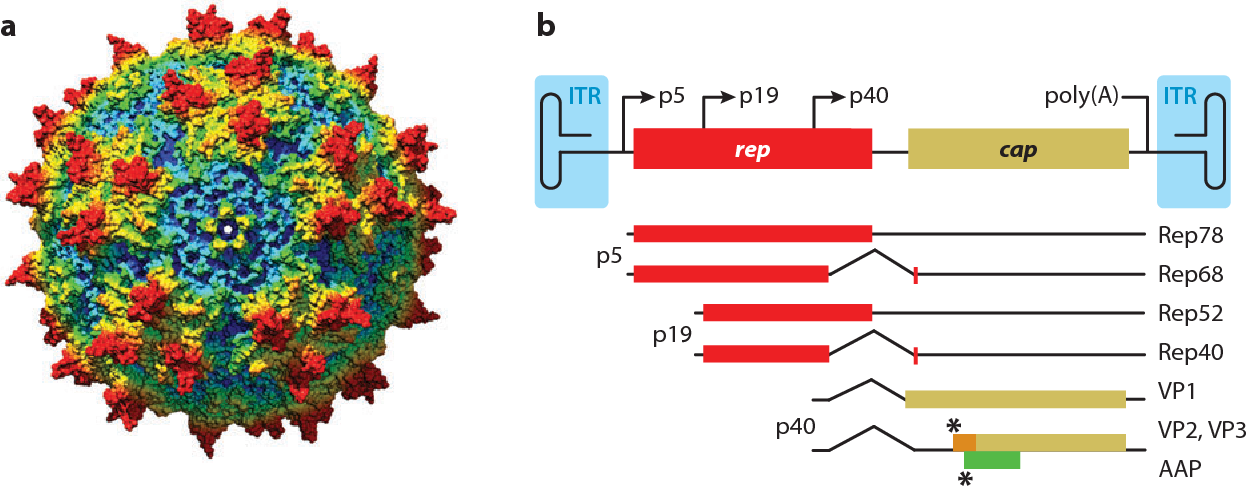 a
b
ITR
p5
p19
p40
poly(A)
ITR
rep
cap
Rep78
p5
Rep68
Rep52
p19
Rep40
VP1
p40
*
VP2, VP3
AAP
*